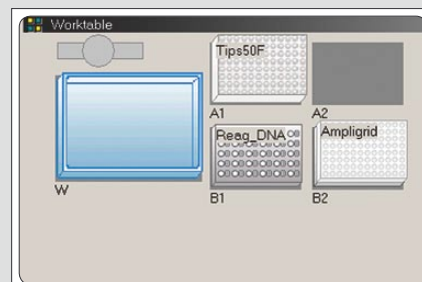 Worktable
Tips50F
A1
A2
Reag_DNA
Ampligrid
W
B1
B2